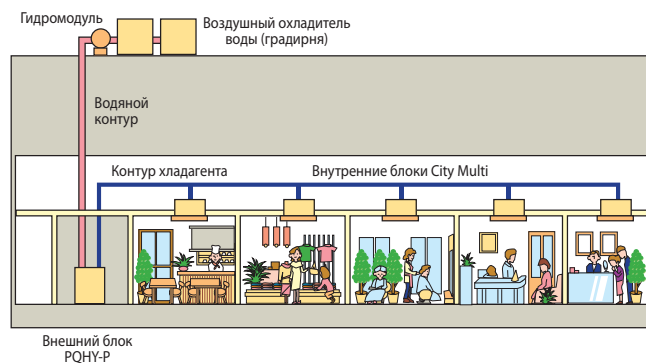 Гидромодуль
Воздушный охладитель
воды (градирня)
Водяной
контур
Контур хладагента
Внутренние блоки City Multi
Внешний блок
PQHY-P